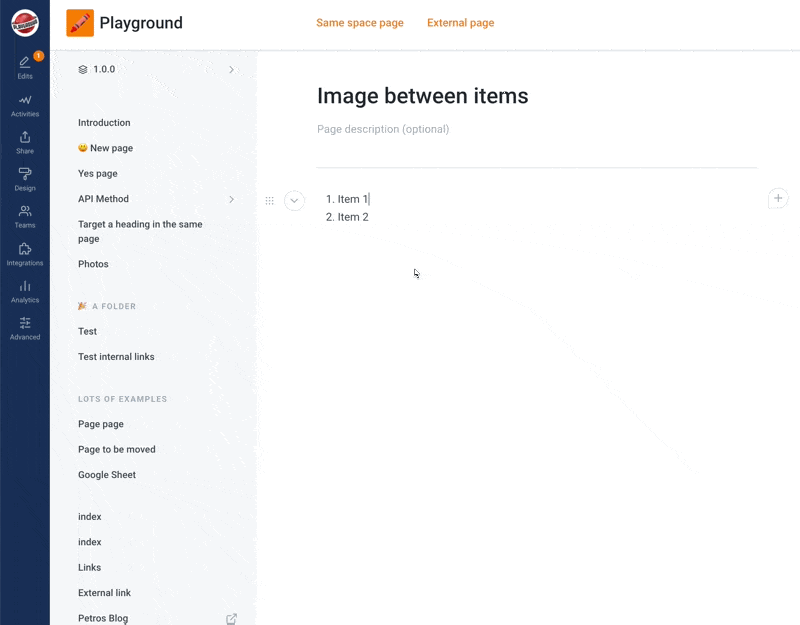 PLAYGROUND
Playground
Same space page
External page
1
Edits
Activities
Share
Design
Teams
Integrations
Analytics
Advanced
1.0.0
Introduction
😀 New page
Yes page
API Method
Target a heading in the same
page
Photos
🎉 A FOLDER
Test
Test internal links
LOTS OF EXAMPLES
Page page
Page to be moved
Google Sheet
index
index
Links
External link
Petros Blog
Image between items
Page description (optional)
1. Item 1
2. Item 2